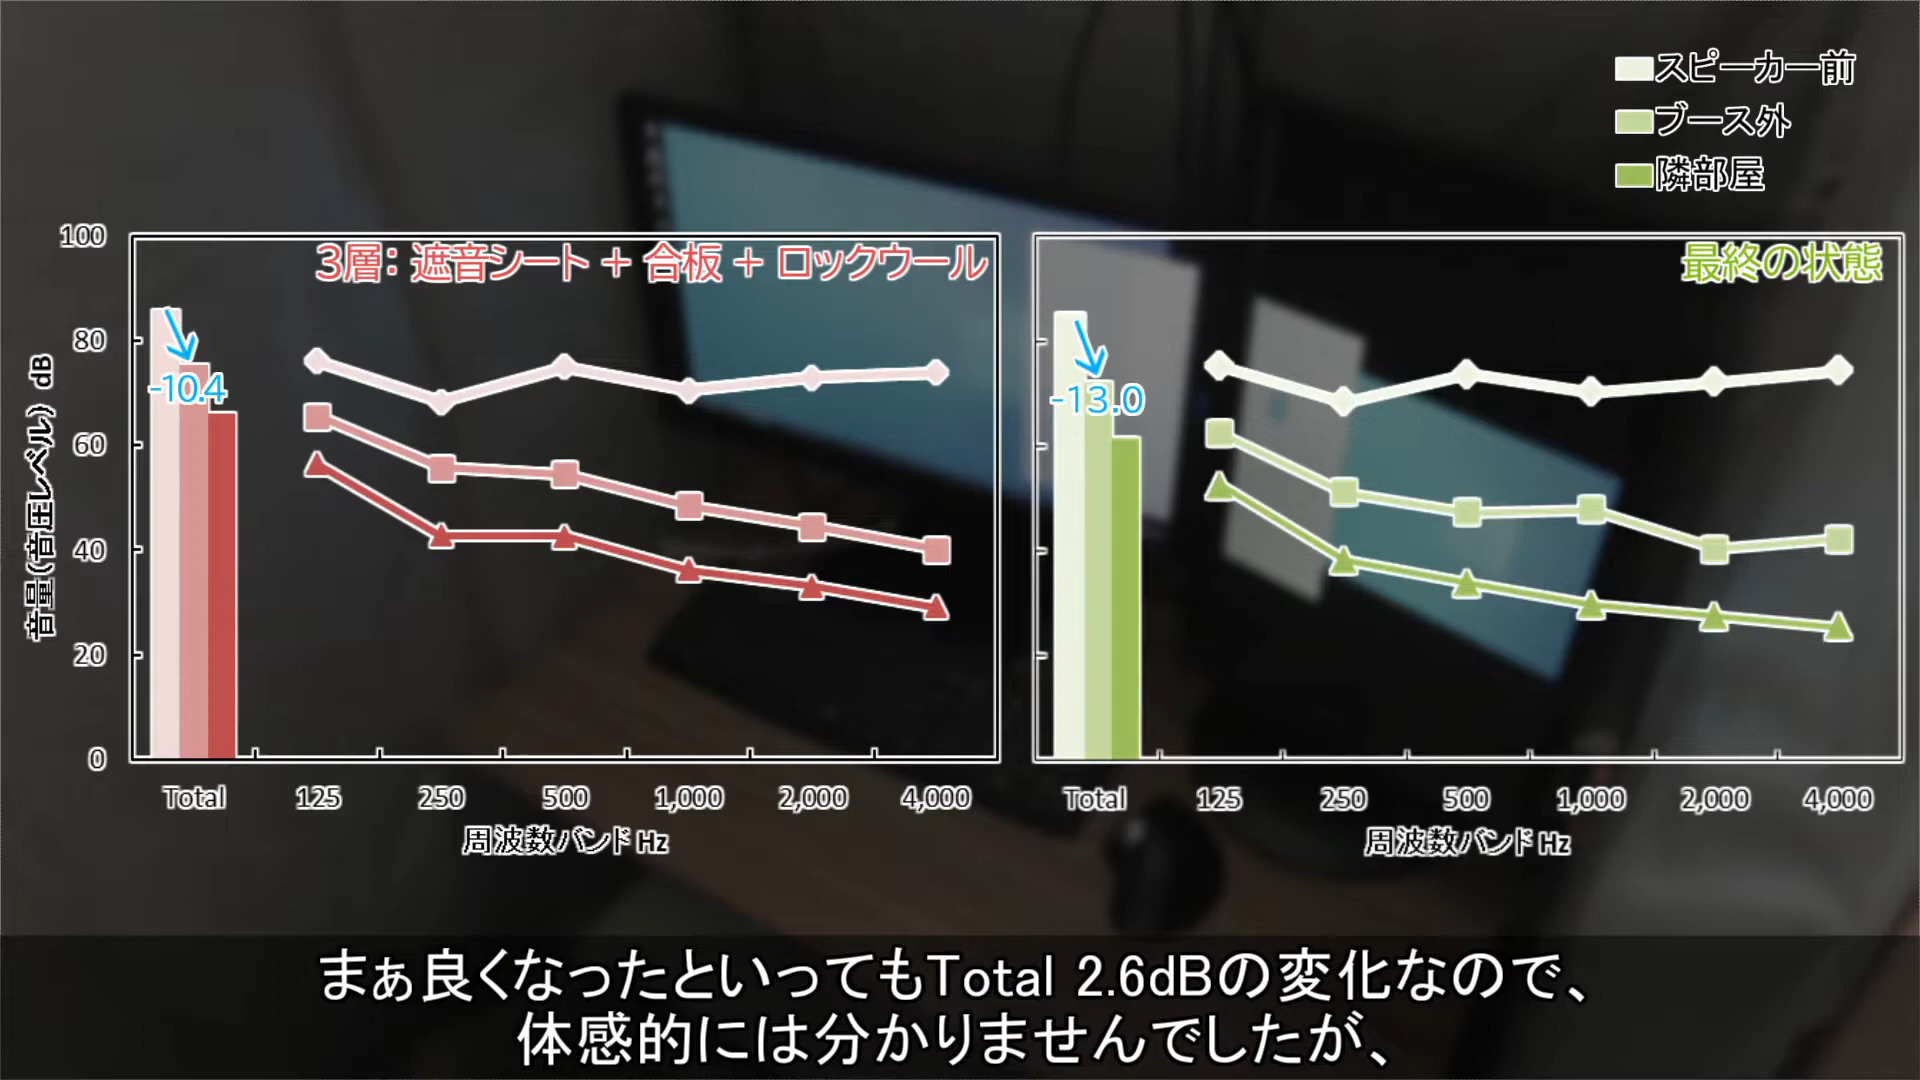 スピーカー前
ブース外
隣部屋
3層：遮音シート + 合板 + ロックウール
最終の状態
音量(音圧レベル) dB
100
80
60
40
20
0
-10.4
-13.0
Total 125 250 500 1,000 2,000 4,000
Total 125 250 500 1,000 2,000 4,000
周波数バンド Hz
周波数バンド Hz
まぁ良くなったといってもTotal 2.6dBの変化なので、
体感的には分かりませんでしたが、